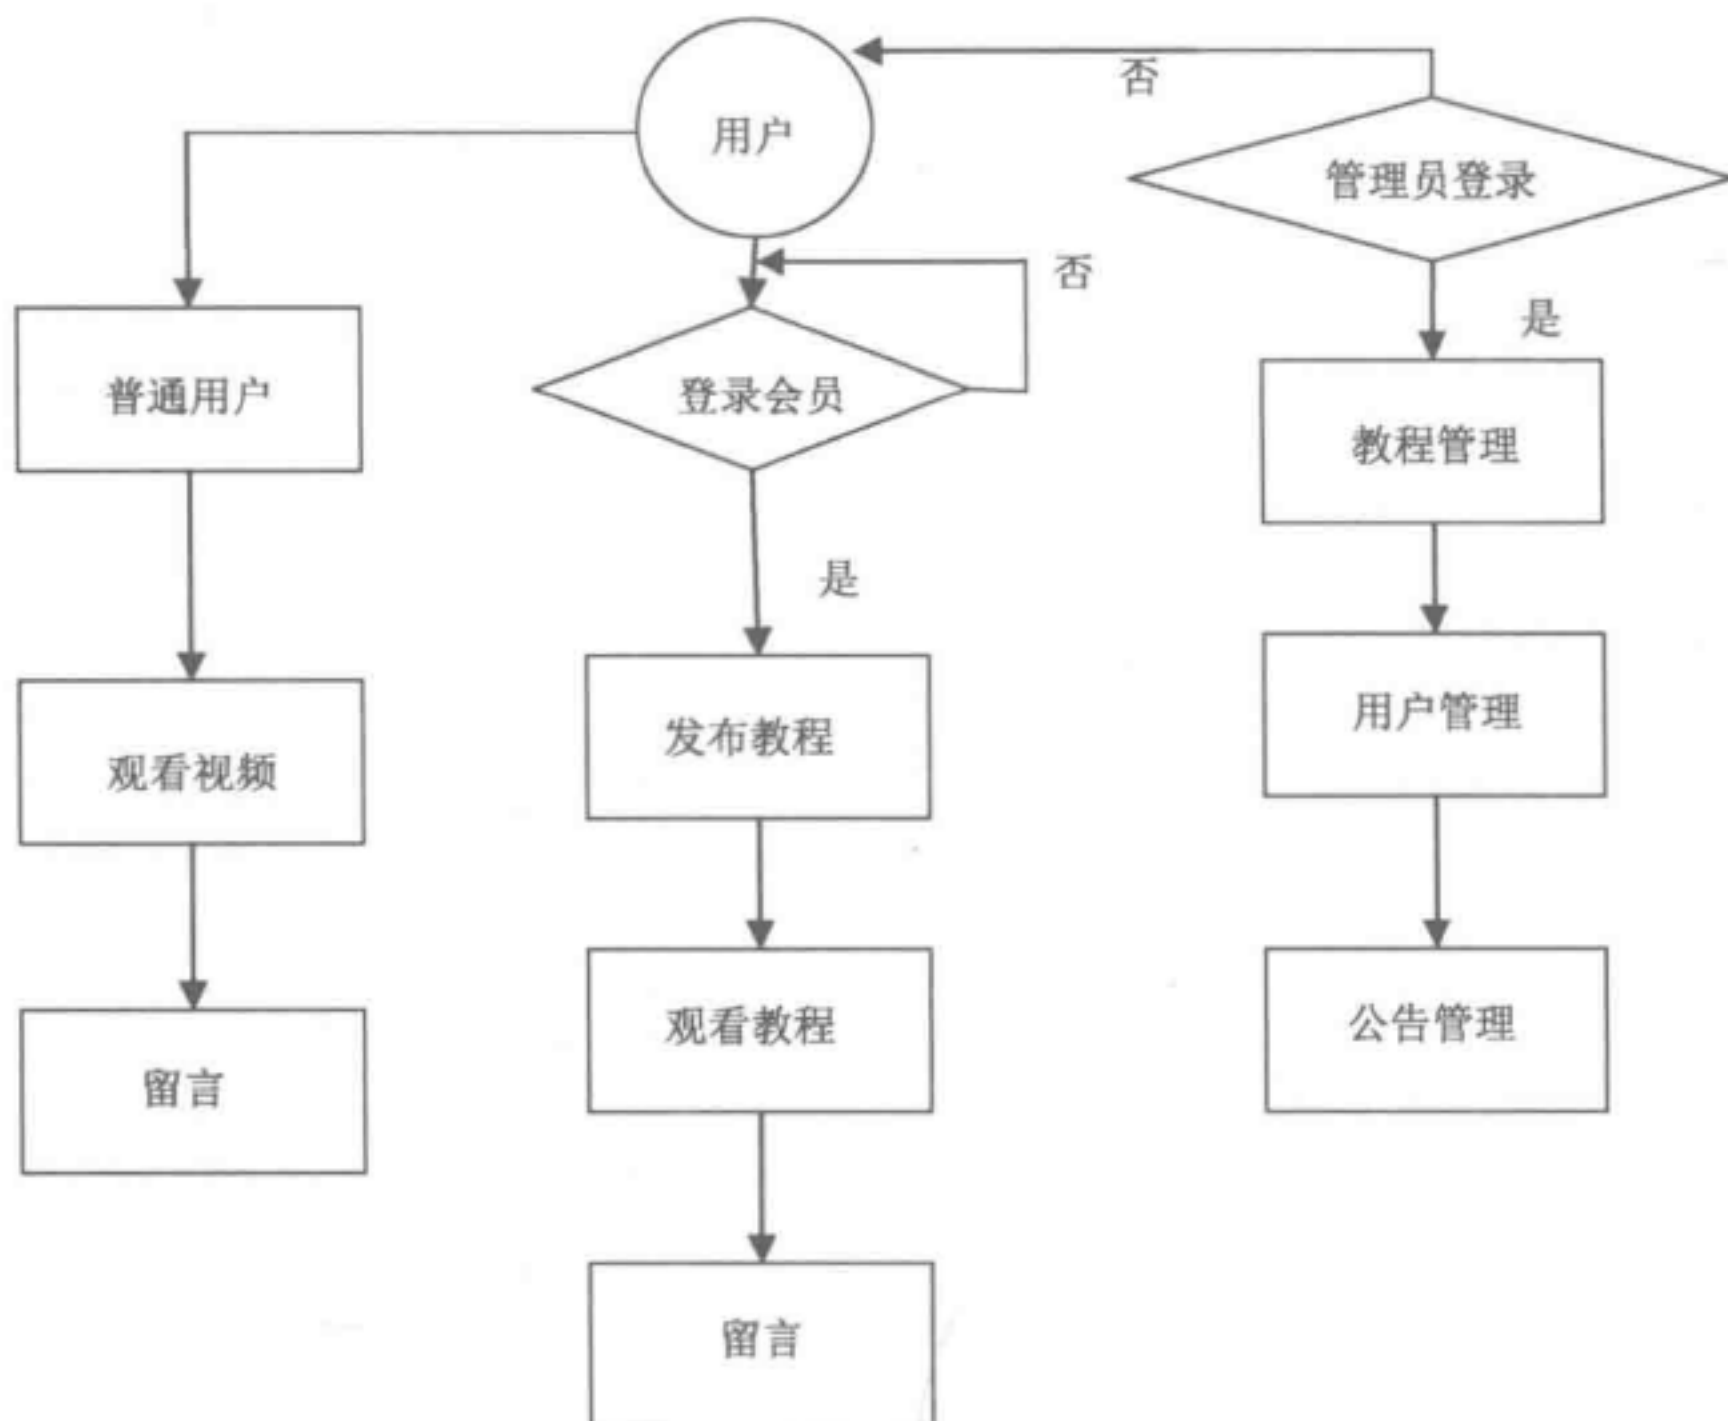 用户
否
管理员登录
否
是
普通用户
登录会员
教程管理
是
用户管理
发布教程
观看视频
观看教程
公告管理
留言
留言